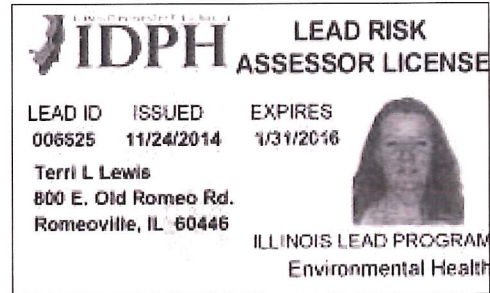 IDPH
LEAD RISK
ASSESSOR LICENSE
LEAD ID ISSUED EXPIRES
006525 11/24/2014 1/31/2016
Terri L Lewis
800 E. Old Romeo Rd.
Romeoville, IL 60446
ILLINOIS LEAD PROGRAM
Environmental Health